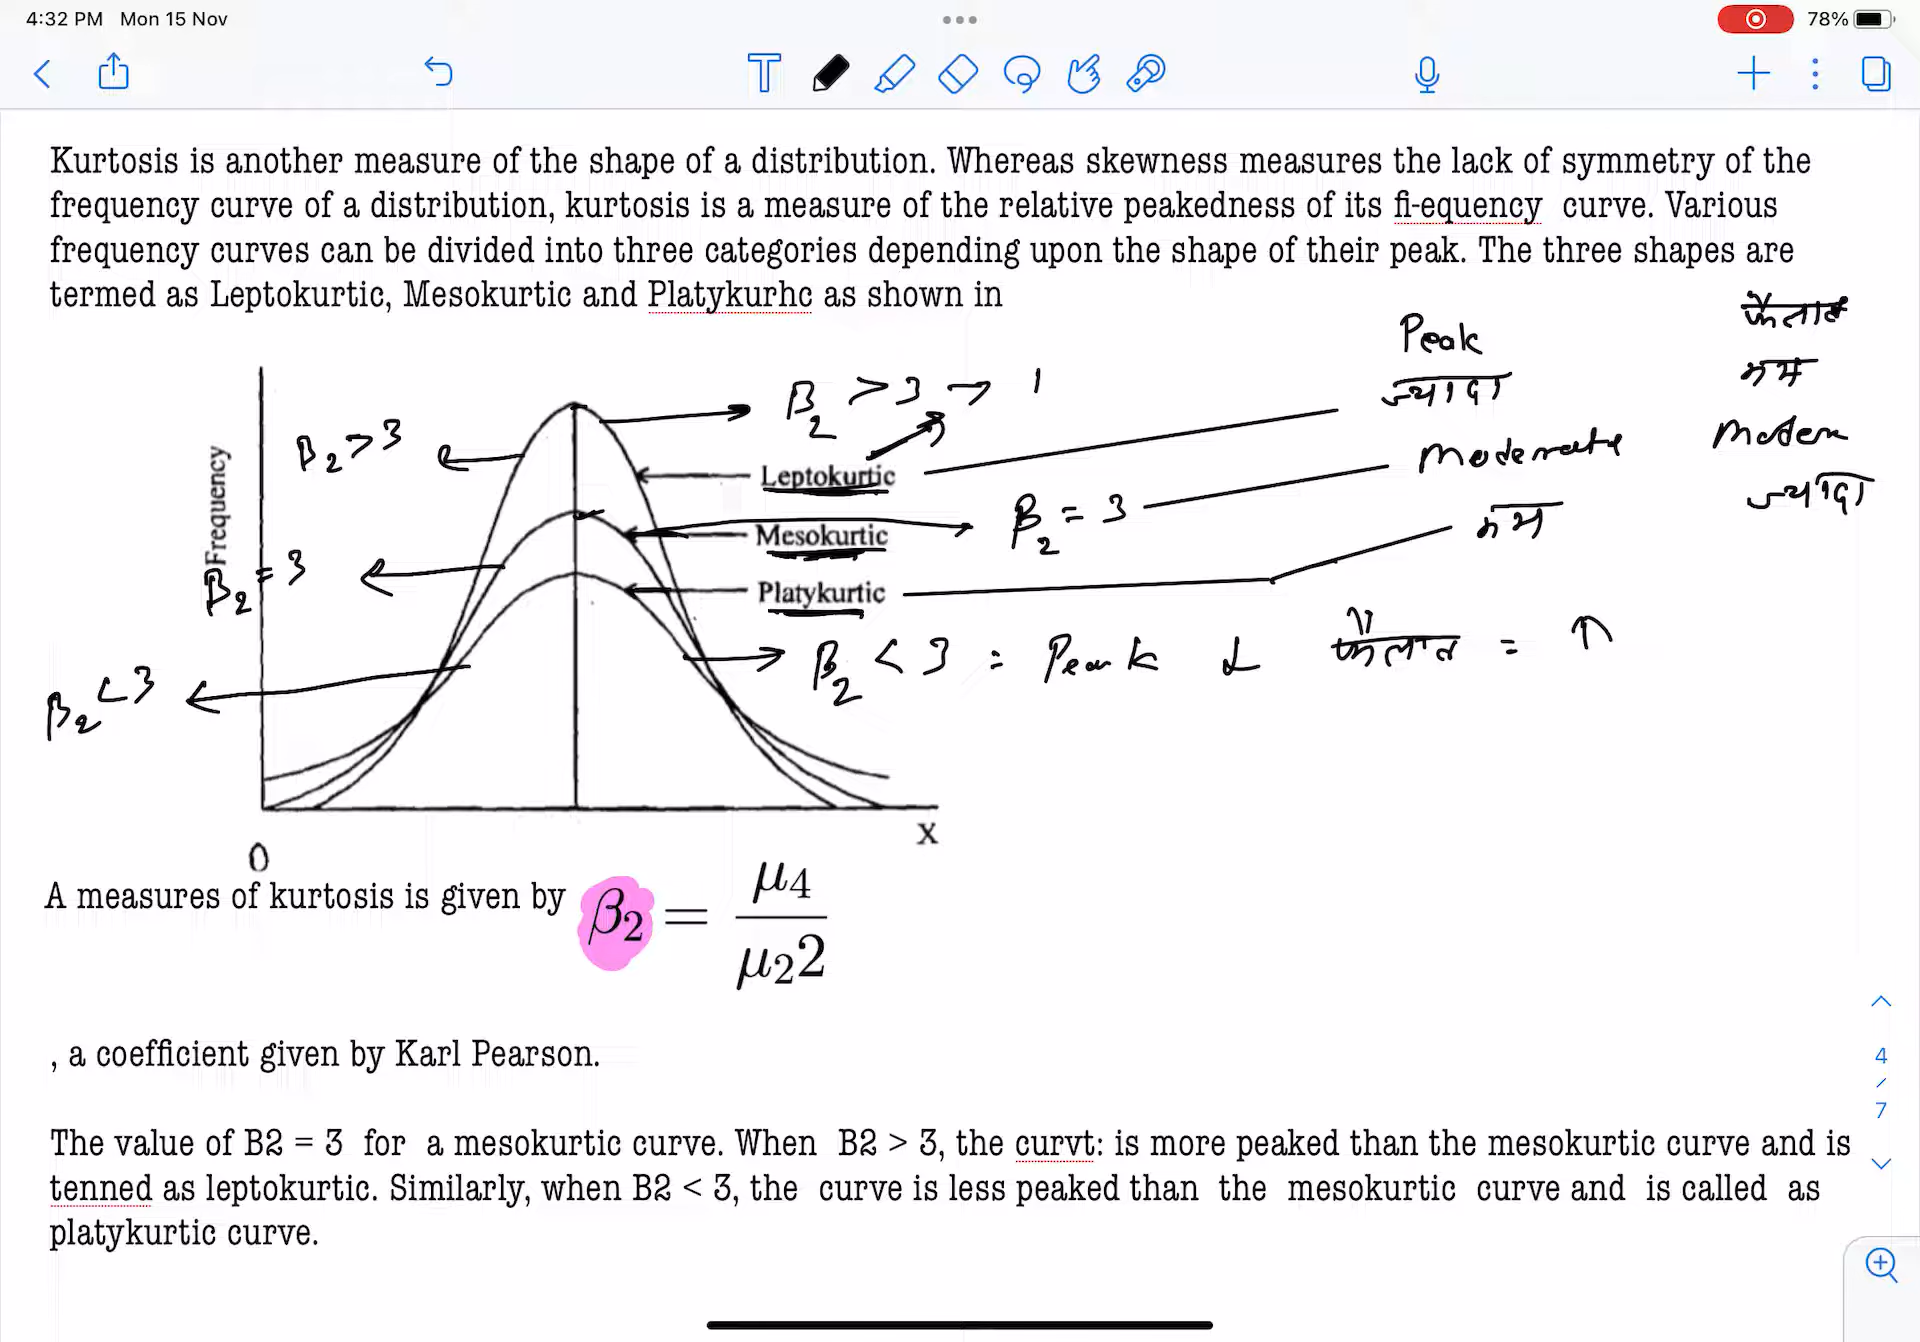 4:32 PM Mon 15 Nov
78%
Kurtosis is another measure of the shape of a distribution. Whereas skewness measures the lack of symmetry of the
frequency curve of a distribution, kurtosis is a measure of the relative peakedness of its fi-equency curve. Various
frequency curves can be divided into three categories depending upon the shape of their peak. The three shapes are
termed as Leptokurtic, Mesokurtic and Platykurhc as shown in
Peak
फैलाव
ज्यादा
कम
β₂ > 3 → 1
β₂ > 3
Moderate
Frequency
Leptokurtic
β₂ = 3
Mesokurtic
ज्यादा
कम
β₂ = 3
Platykurtic
β₂ < 3 = Peak ↓ फैलाव = ↑
β₂ < 3
X
0
A measures of kurtosis is given by β₂ = μ4 / μ₂2
, a coefficient given by Karl Pearson.
4
/
7
The value of B2 = 3 for a mesokurtic curve. When B2 > 3, the curvt: is more peaked than the mesokurtic curve and is
tenned as leptokurtic. Similarly, when B2 < 3, the curve is less peaked than the mesokurtic curve and is called as
platykurtic curve.